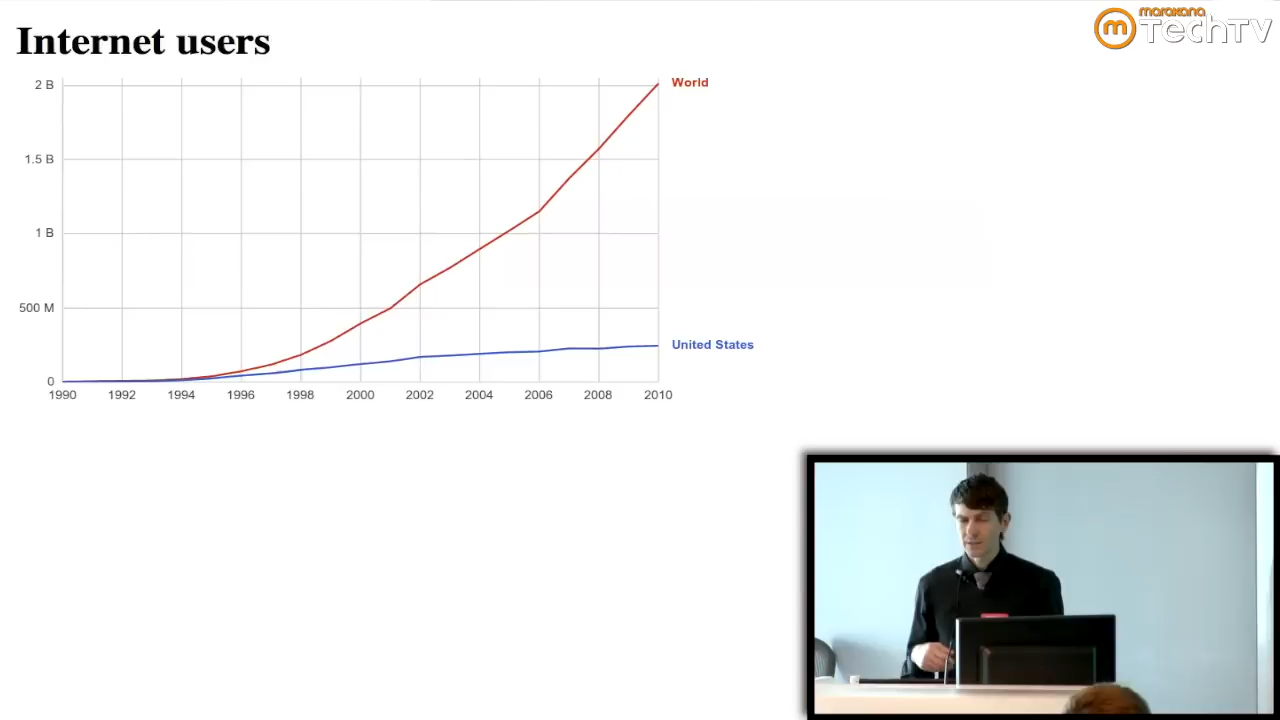 Internet users
marakana
m TechTV
2 B
World
1.5 B
1 B
500 M
United States
0
1990 1992 1994 1996 1998 2000 2002 2004 2006 2008 2010